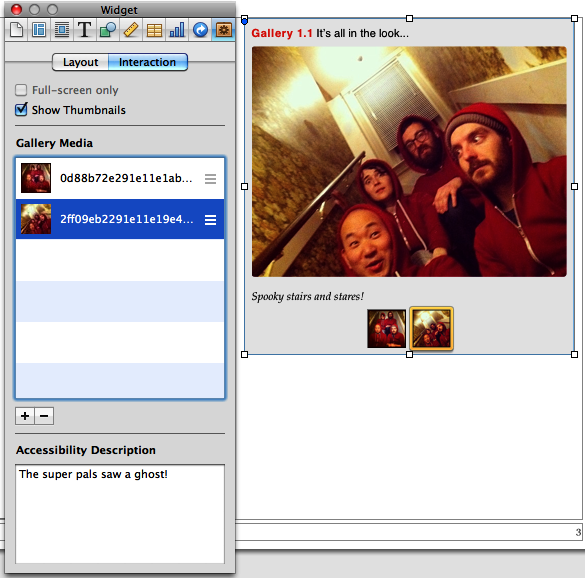 Widget
T
Layout
Interaction
Full-screen only
Show Thumbnails
Gallery Media
0d88b72e291e11e1ab...
2ff09eb2291e11e19e4...
+ −
Accessibility Description
The super pals saw a ghost!
Gallery 1.1 It's all in the look...
Spooky stairs and stares!
3